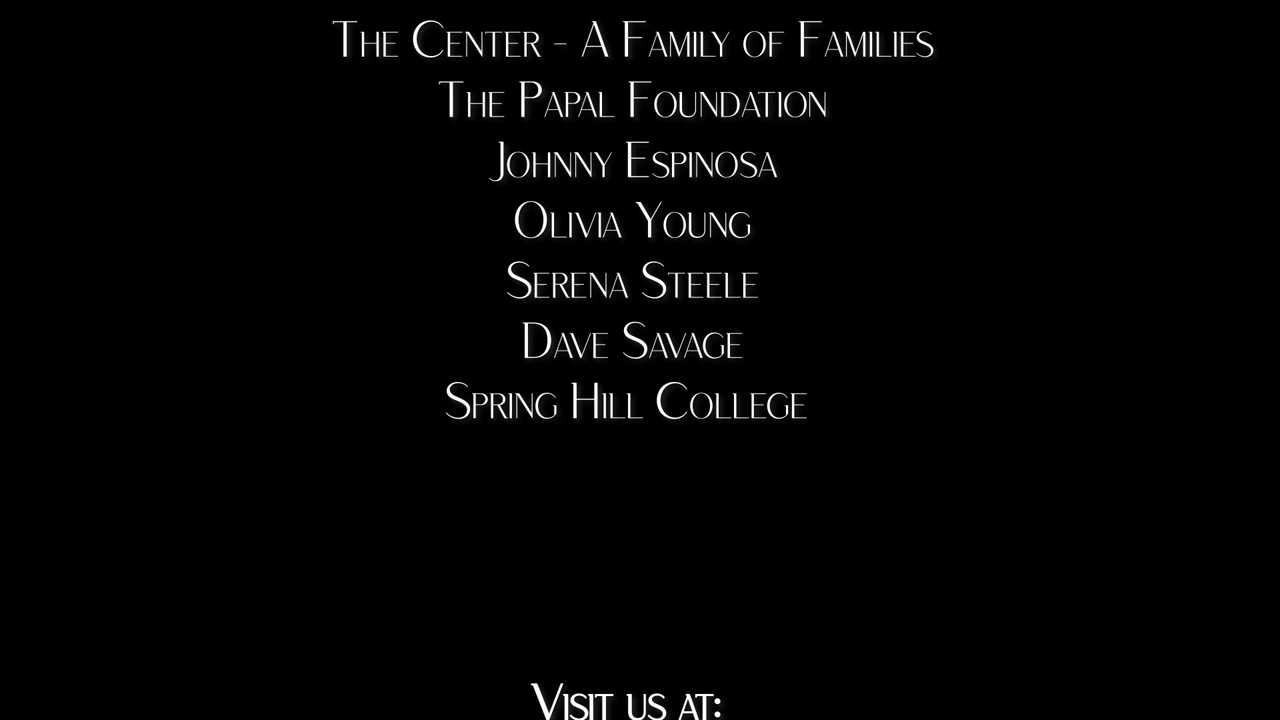 The Center - A Family of Families
The Papal Foundation
Johnny Espinosa
Olivia Young
Serena Steele
Dave Savage
Spring Hill College
Visit us at: